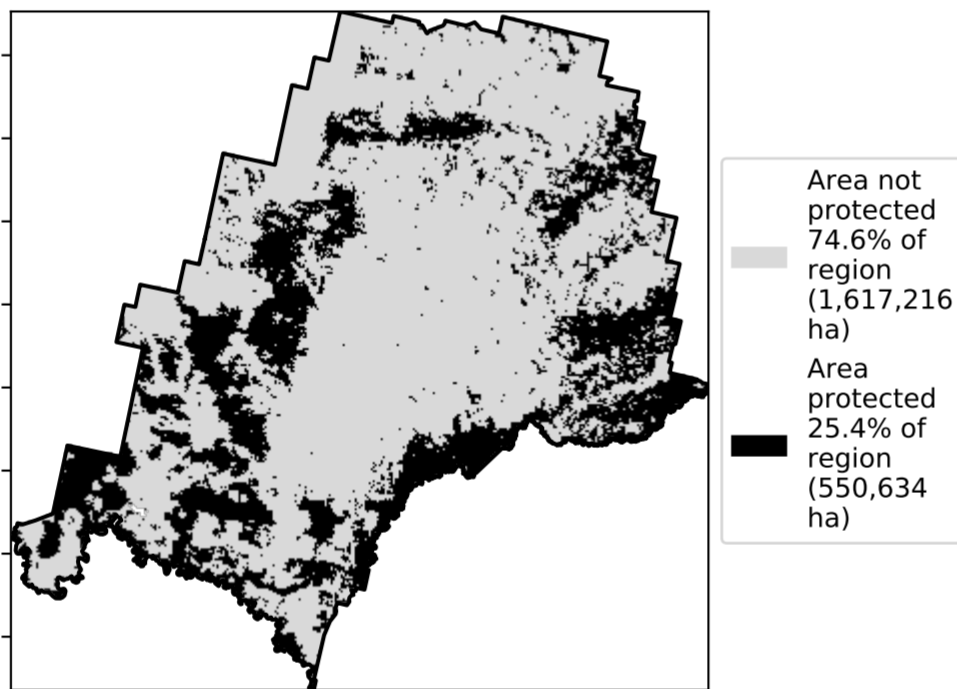 Area not
protected
74.6% of
region
(1,617,216
ha)
Area
protected
25.4% of
region
(550,634
ha)